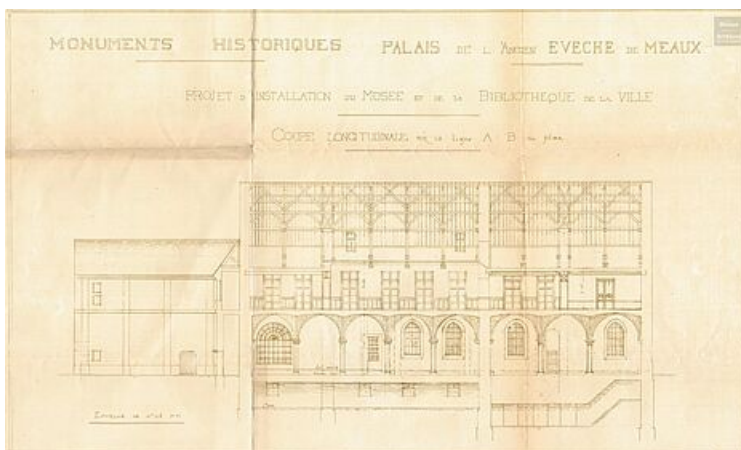 MONUMENTS HISTORIQUES PALAIS DE L'ANCIEN EVECHE DE MEAUX
PROJET D'INSTALLATION DU MUSEE ET DE LA BIBLIOTHEQUE DE LA VILLE
COUPE LONGITUDINALE sur la ligne A B du plan